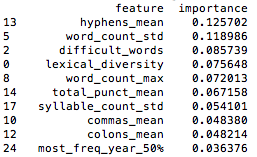 feature importance
13 hyphens_mean 0.125702
5 word_count_std 0.118986
2 difficult_words 0.085739
0 lexical_diversity 0.075648
8 word_count_max 0.072013
14 total_punct_mean 0.067158
17 syllable_count_std 0.054101
10 commas_mean 0.048380
12 colons_mean 0.048214
24 most_freq_year_50% 0.036376